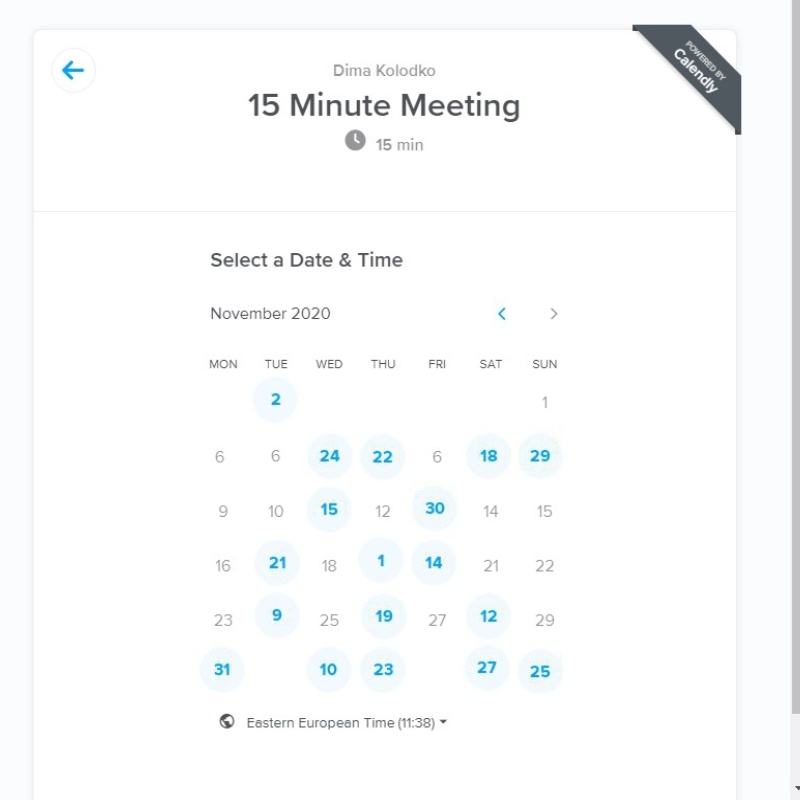 POWERED BY
Calendly
Dima Kolodko
15 Minute Meeting
15 min
Select a Date & Time
November 2020
MON TUE WED THU FRI SAT SUN
2 1
6 6 24 22 6 18 29
9 10 15 12 30 14 15
16 21 18 1 14 21 22
23 9 25 19 27 12 29
31 10 23 27 25
Eastern European Time (11:38)